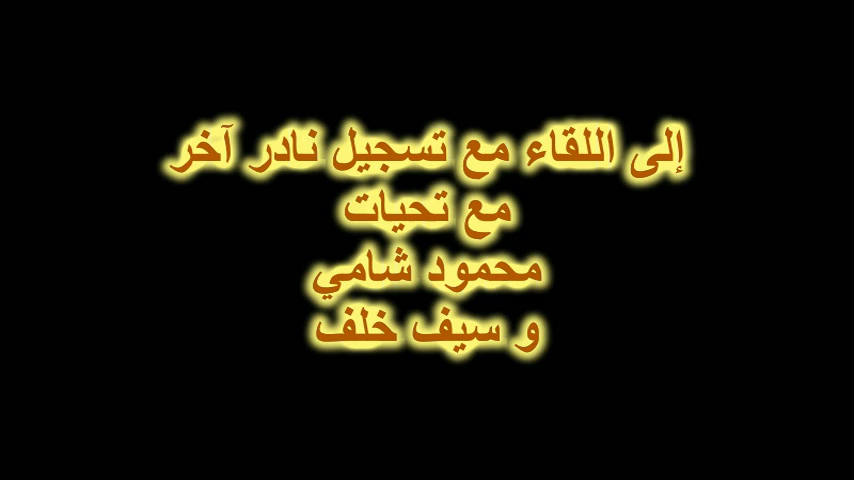 إلى اللقاء مع تسجيل نادر آخر
مع تحيات
محمود شامي
و سيف خلف